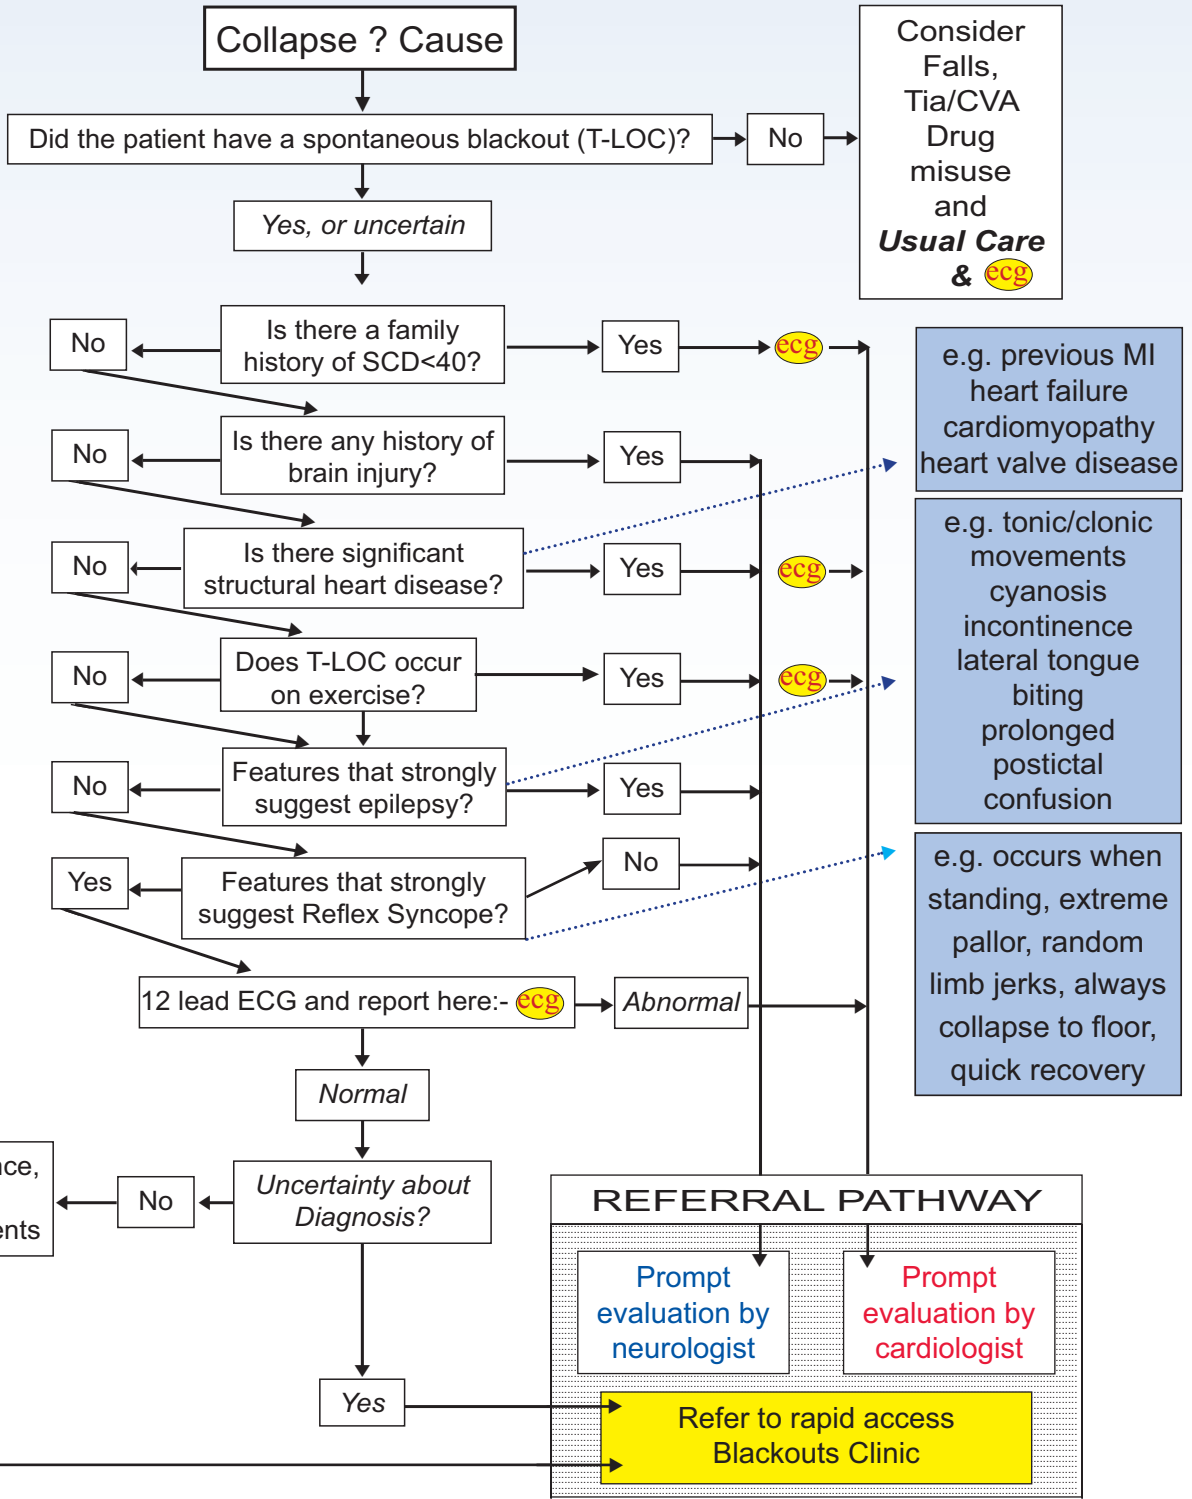 Collapse ? Cause
Did the patient have a spontaneous blackout (T-LOC)?
No
Consider
Falls,
Tia/CVA
Drug
misuse
and
Usual Care
& ecg
Yes, or uncertain
Is there a family
history of SCD<40?
No
Yes
ecg
e.g. previous MI
heart failure
cardiomyopathy
heart valve disease
Is there any history of
brain injury?
No
Yes
Is there significant
structural heart disease?
No
Yes
ecg
e.g. tonic/clonic
movements
cyanosis
incontinence
lateral tongue
biting
prolonged
postictal
confusion
Does T-LOC occur
on exercise?
No
Yes
ecg
Features that strongly
suggest epilepsy?
No
Yes
Features that strongly
suggest Reflex Syncope?
Yes
No
e.g. occurs when
standing, extreme
pallor, random
limb jerks, always
collapse to floor,
quick recovery
12 lead ECG and report here:- ecg
Abnormal
Normal
Uncertainty about
Diagnosis?
No
nce,
ents
Yes
REFERRAL PATHWAY
Prompt
evaluation by
neurologist
Prompt
evaluation by
cardiologist
Refer to rapid access
Blackouts Clinic